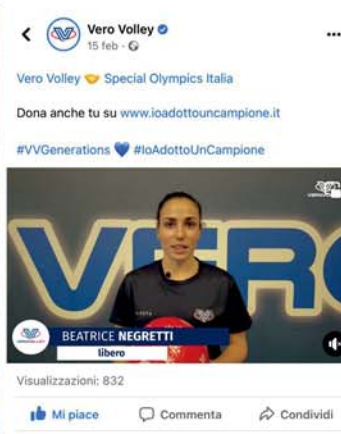 Vero Volley
15 feb ·
Vero Volley 🤝 Special Olympics Italia
Dona anche tu su www.ioadottouncampione.it
#VVGenerations 💙 #IoAdottoUnCampione
VERO
BEATRICE NEGRETTI
libero
Visualizzazioni: 832
Mi piace Commenta Condividi